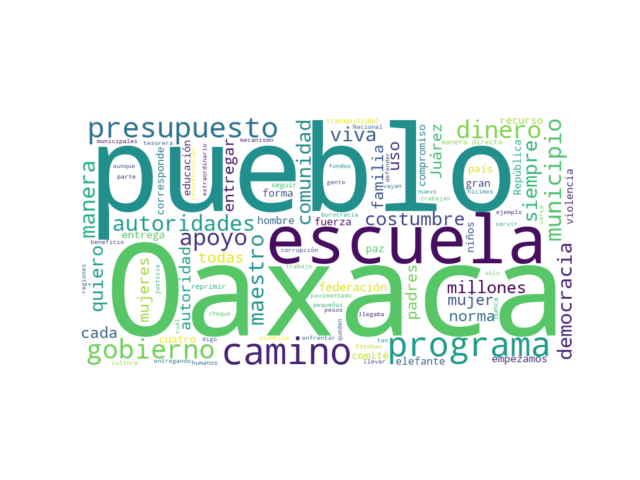 tranquilidad
recurso
municipales
tesorera
mecanismo
Nacional
presupuesto
pueblo
viva
dinero
manera directa
aunque
parte
corresponde
educación
extraordinario
entregar
comunidad
fondos
gente
uso
defender
vayan
familia
compromiso
Juárez
país
gran
República
siempre
municipio
violencia
manera
seguir
forma
nuevo
trabajan
ejemplo
servir
cerca
autoridades
hombre
burocracia
fuerza
costumbre
entrega
beneficio
apoyo
escuela
niños
quiero
mujeres
autoridad
todas
maestro
corrupción
paz
trabajo
sólo
regiones
justicia
reprimir
Oaxaca
federación
pavimentado
pequeñas
padres
millones
mujer
norma
nunca
hicimos
democracia
cheque
pesos
llegaba
cada
cuatro
cual
digo
enfrentar
queden
Esteban
tan
gobierno
camino
comité
programa
cultura
entregando
humanos
llevar
elefante
empezamos